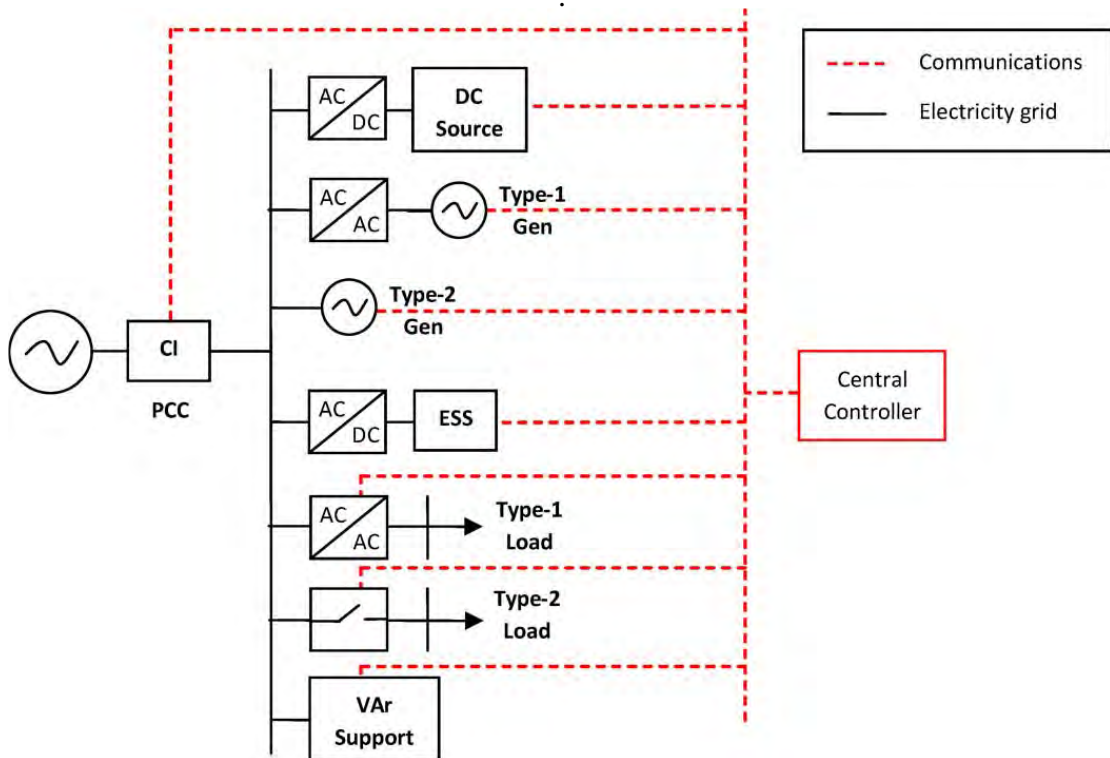 Communications
Electricity grid
AC
DC
DC
Source
AC
AC
Type-1
Gen
Type-2
Gen
CI
PCC
AC
DC
ESS
Central
Controller
AC
AC
Type-1
Load
Type-2
Load
VAr
Support